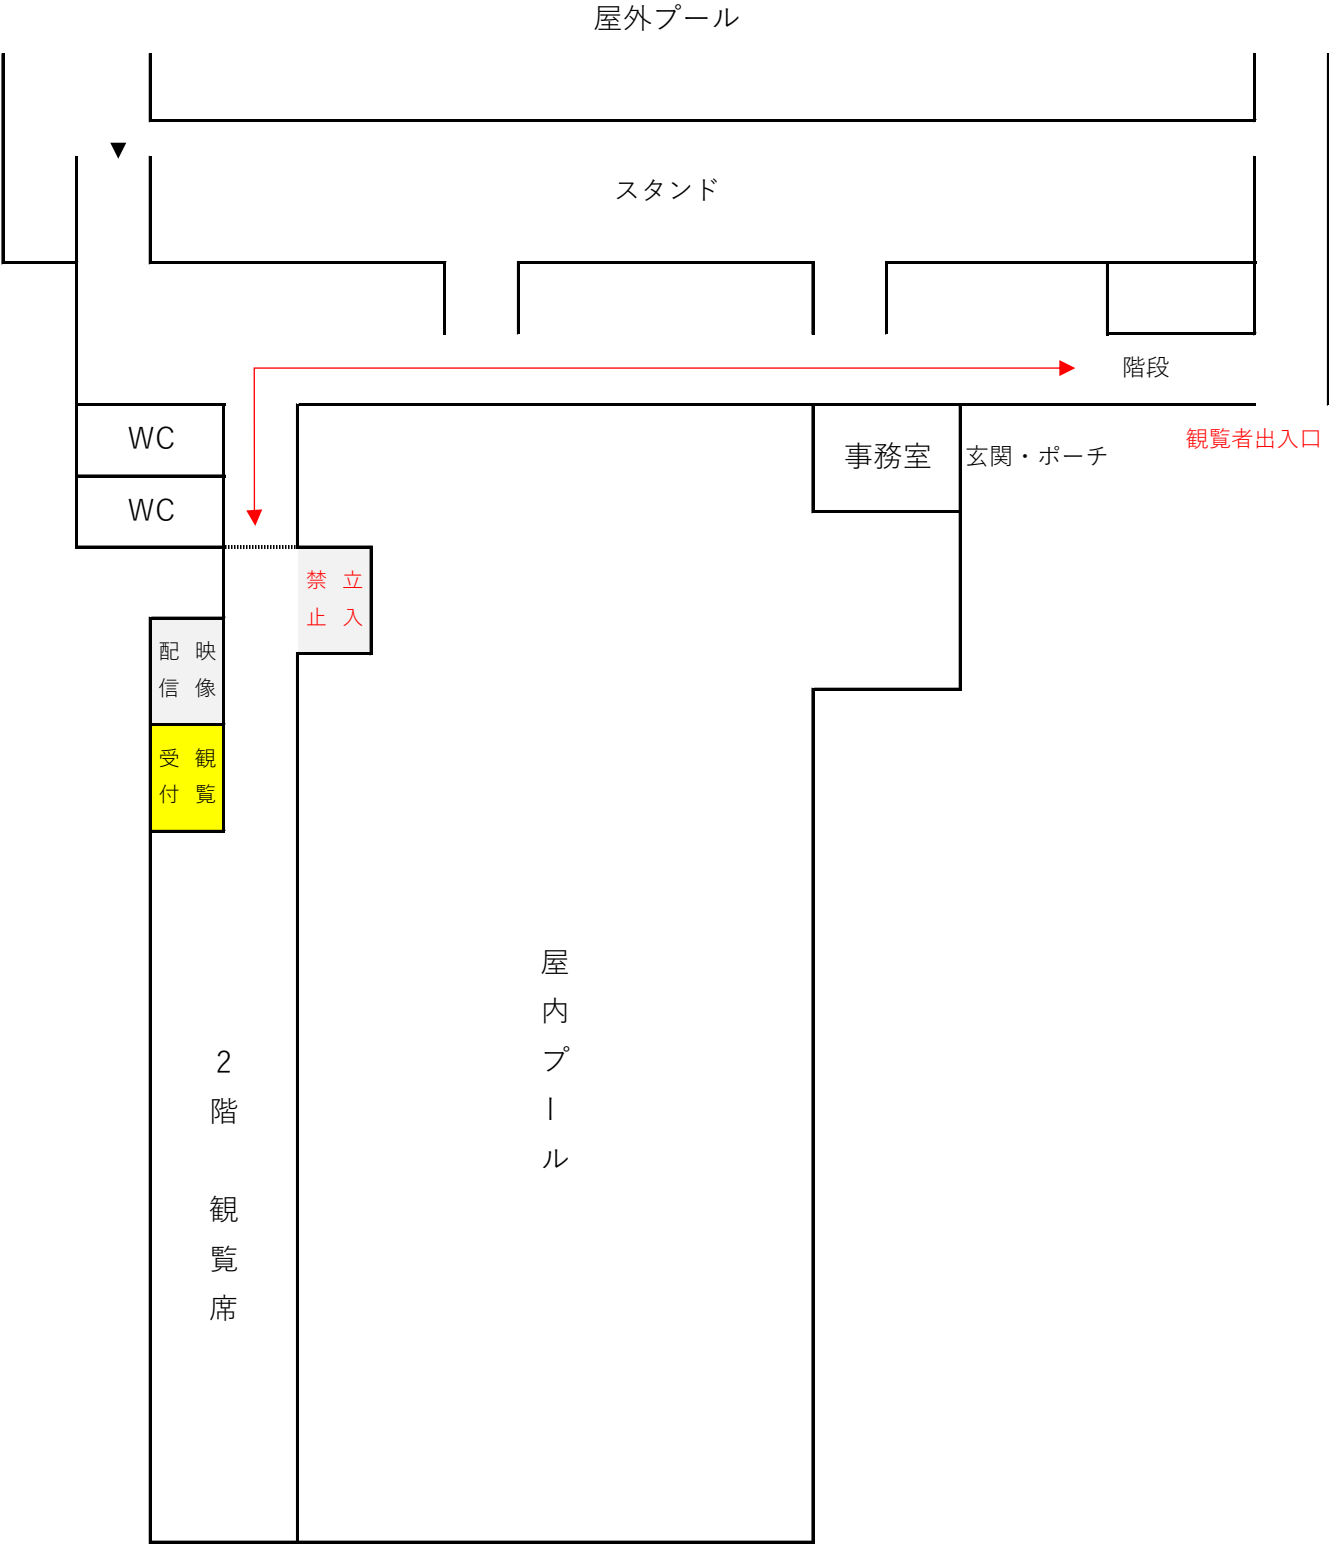 屋外プール
スタンド
階段
観覧者出入口
WC
事務室
玄関・ポーチ
WC
立入
禁止
映像
配信
観覧
受付
屋内プール
2階 観覧席